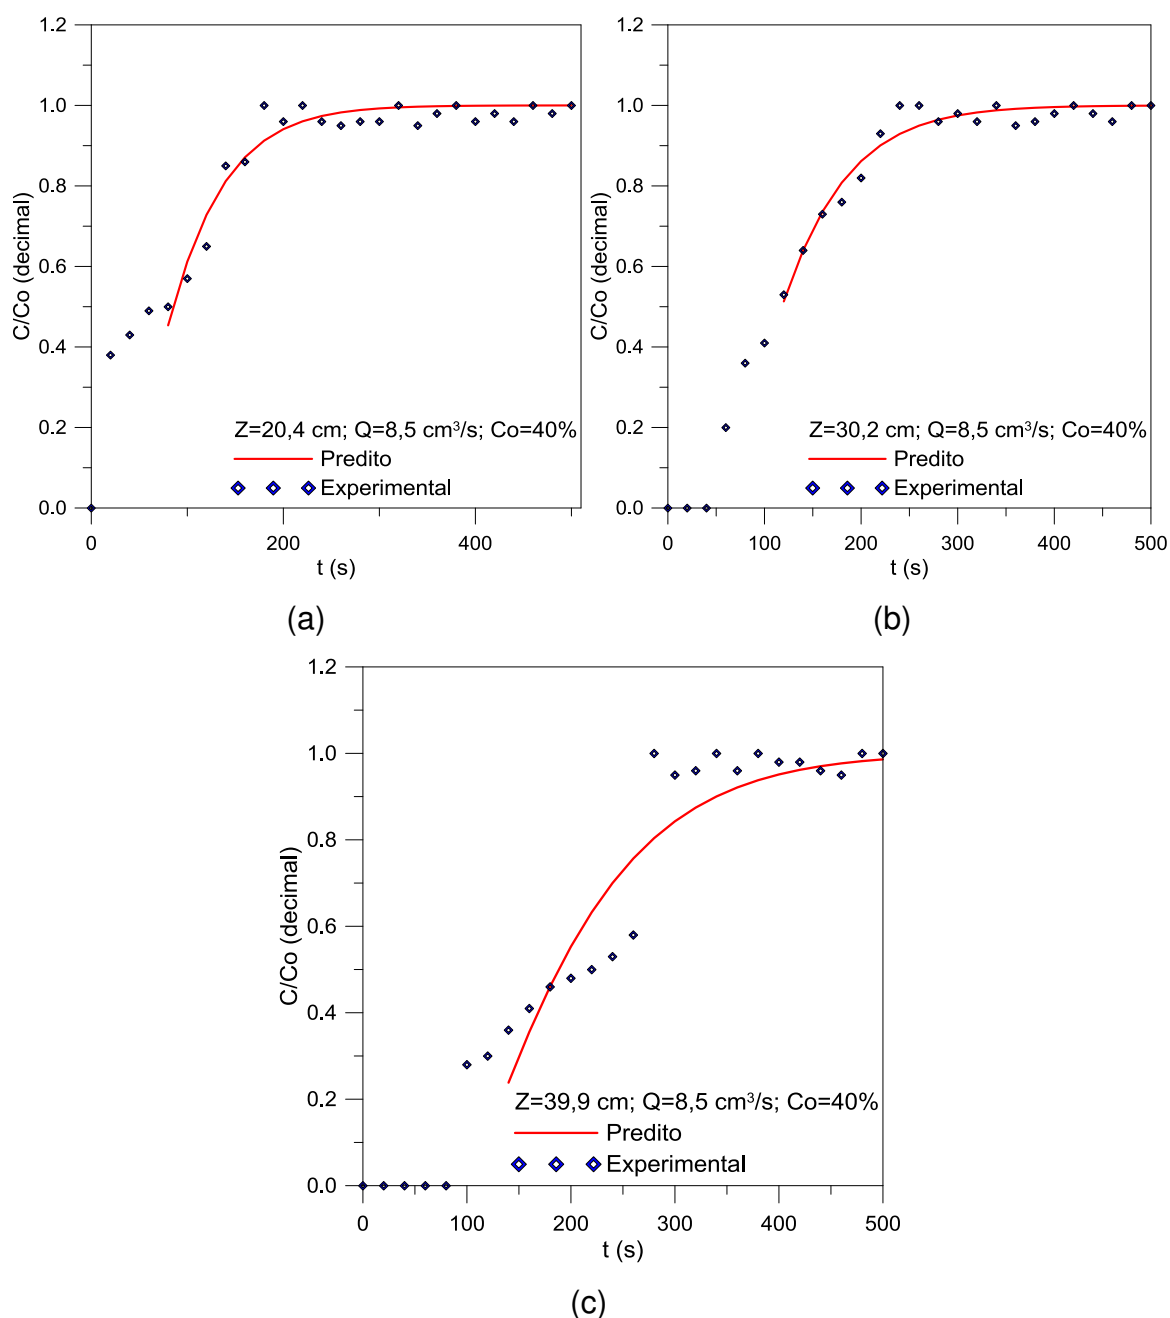 1.2
1.0
0.8
0.6
0.4
0.2
0.0
C/Co (decimal)
Z=20,4 cm; Q=8,5 cm³/s; Co=40%
Predito
Experimental
0
200
400
t (s)
(a)
1.2
1.0
0.8
0.6
0.4
0.2
0.0
C/Co (decimal)
Z=30,2 cm; Q=8,5 cm³/s; Co=40%
Predito
Experimental
0
100
200
300
400
500
t (s)
(b)
1.2
1.0
0.8
0.6
0.4
0.2
0.0
C/Co (decimal)
Z=39,9 cm; Q=8,5 cm³/s; Co=40%
Predito
Experimental
0
100
200
300
400
500
t (s)
(c)